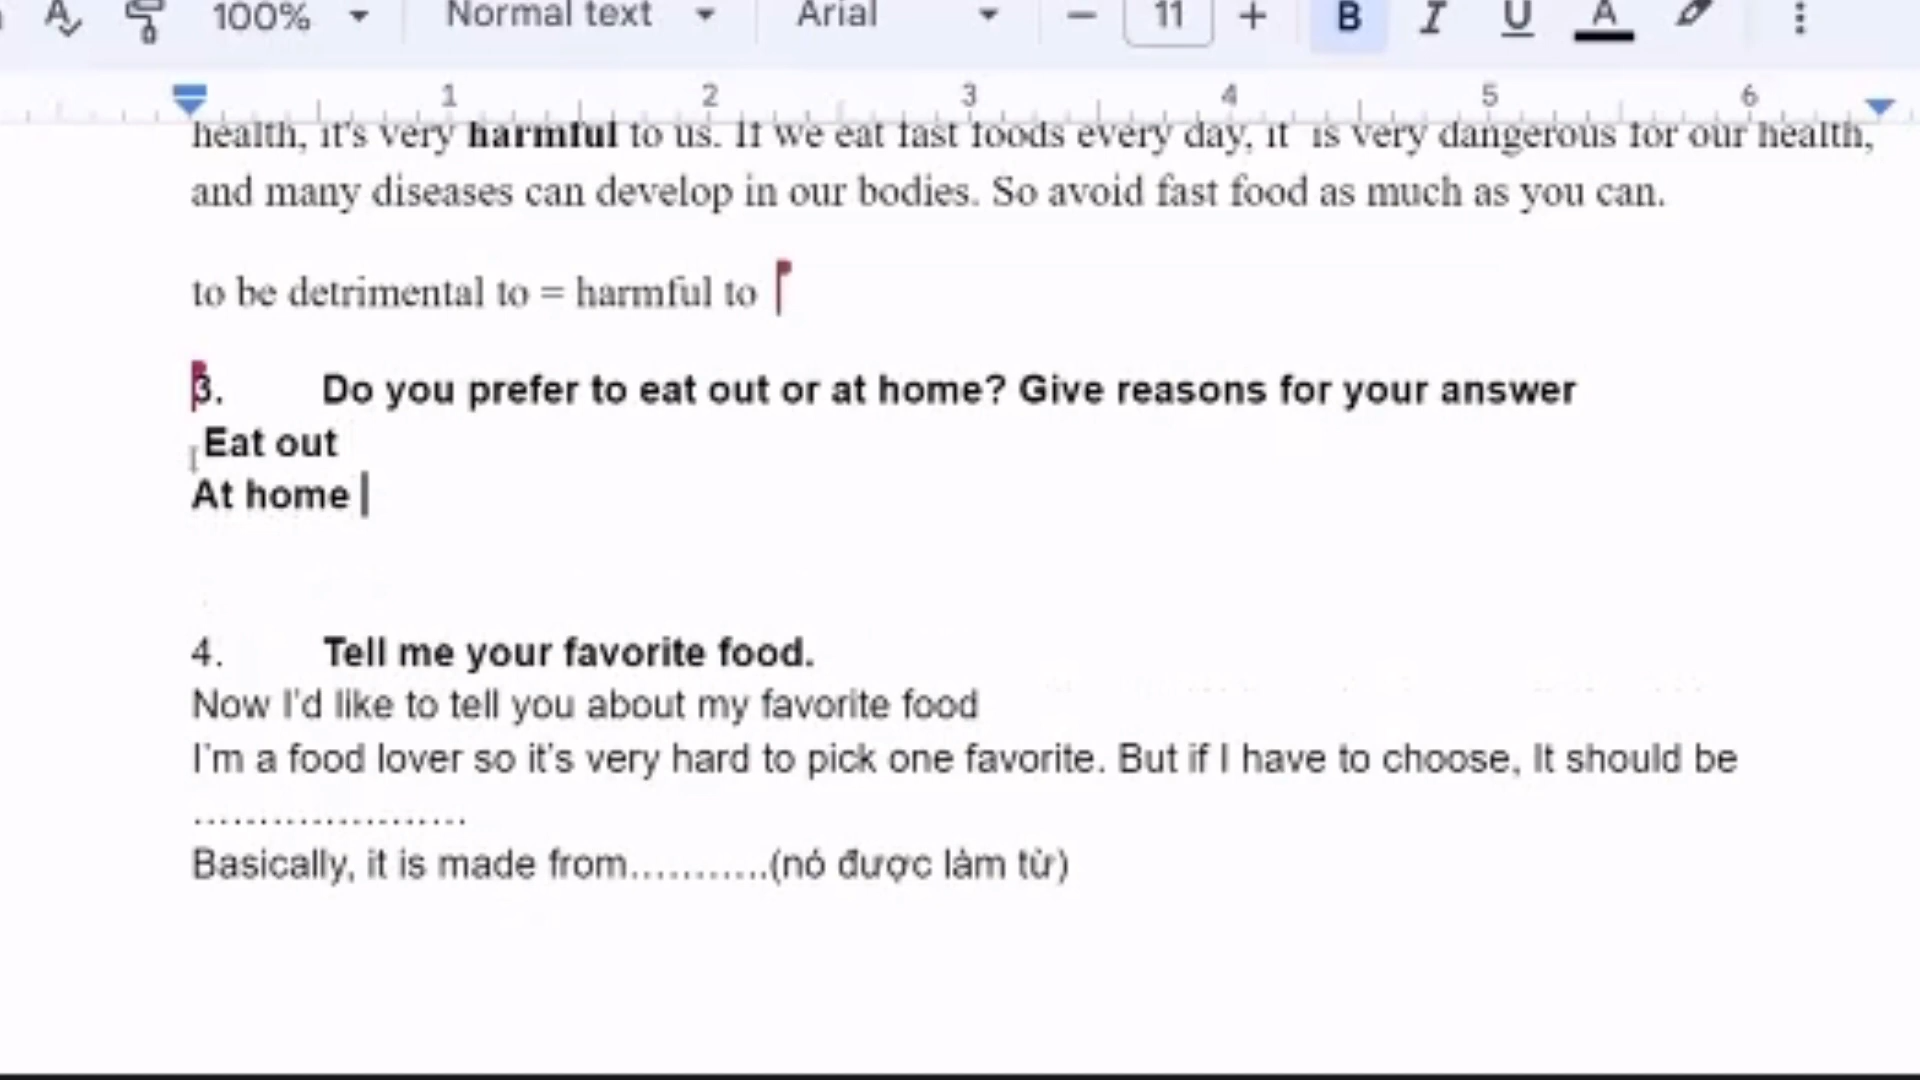 100% Normal text Arial 11 B I U A
1 2 3 4 5 6
health, it's very harmful to us. If we eat fast foods every day, it is very dangerous for our health,
and many diseases can develop in our bodies. So avoid fast food as much as you can.
to be detrimental to = harmful to
3. Do you prefer to eat out or at home? Give reasons for your answer
Eat out
At home
4. Tell me your favorite food.
Now I'd like to tell you about my favorite food
I'm a food lover so it's very hard to pick one favorite. But if I have to choose, It should be
.....................
Basically, it is made from...........(nó được làm từ)